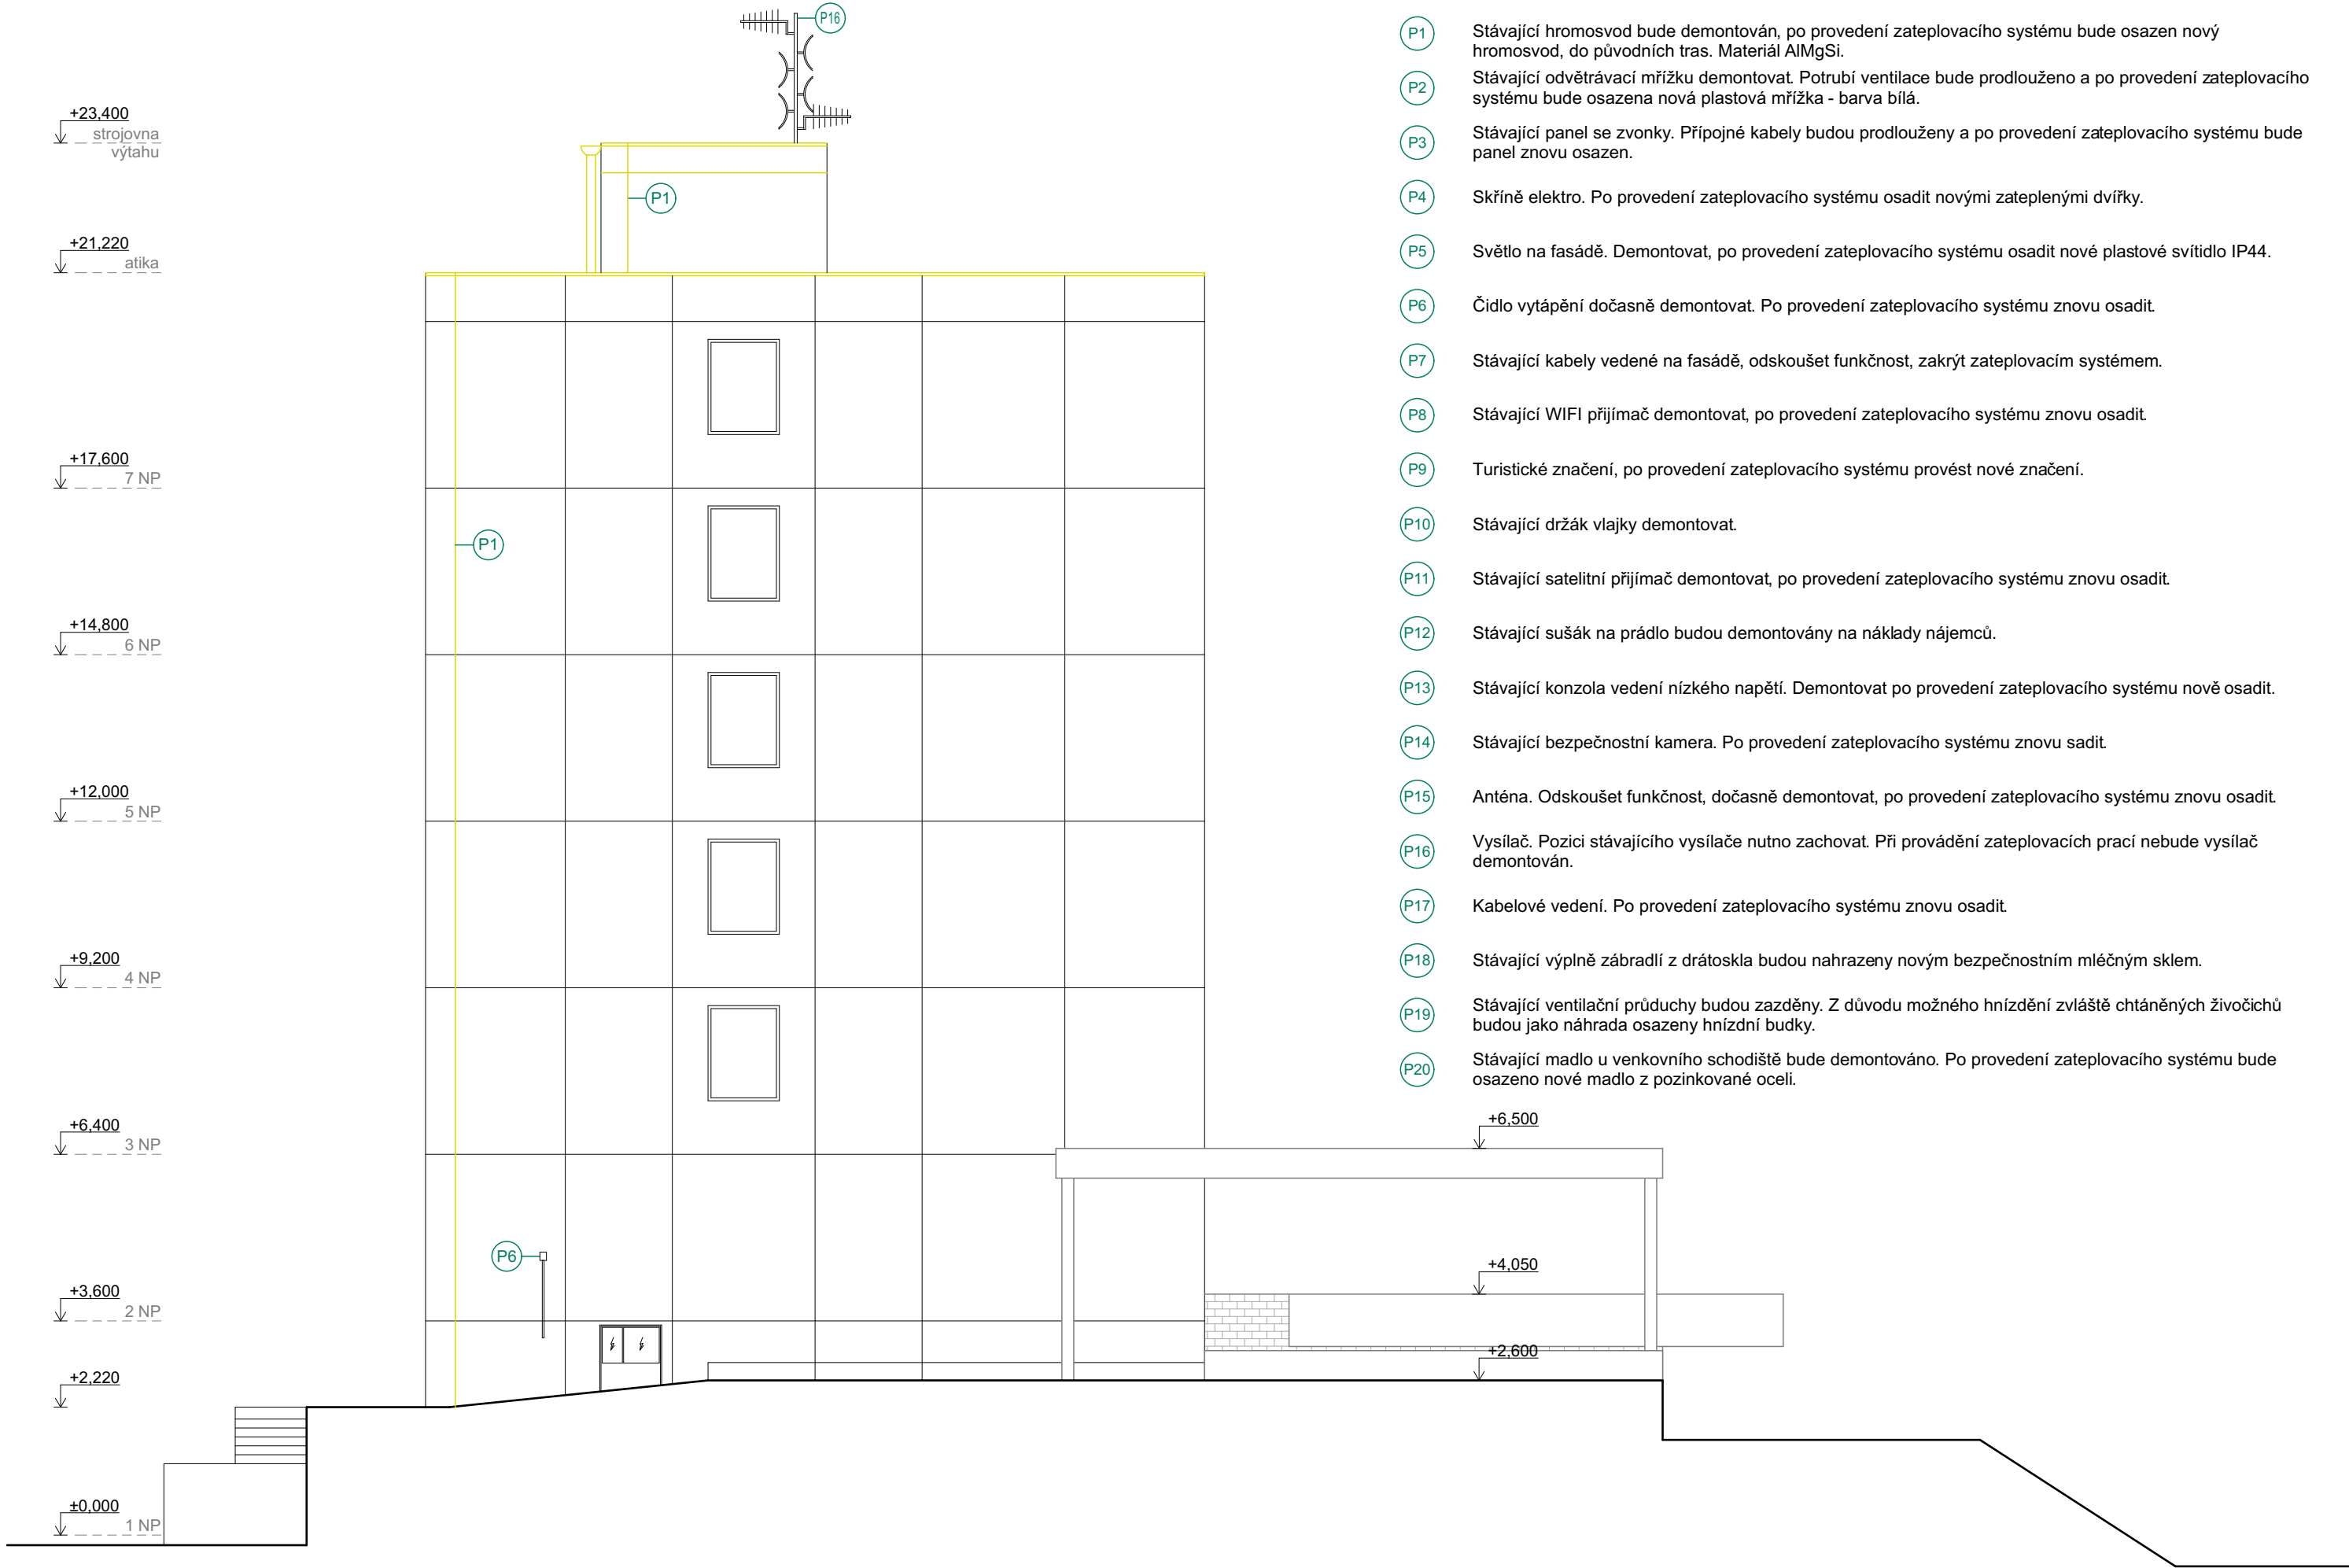 P16
+23,400
strojovna
výtahu
P1
+21,220
atika
+17,600
7 NP
P1
+14,800
6 NP
+12,000
5 NP
+9,200
4 NP
+6,400
3 NP
P6
+3,600
2 NP
+2,220
±0,000
1 NP
P1
Stávající hromosvod bude demontován, po provedení zateplovacího systému bude osazen nový
hromosvod, do původních tras. Materiál AlMgSi.
P2
Stávající odvětrávací mřížku demontovat. Potrubí ventilace bude prodlouženo a po provedení zateplovacího
systému bude osazena nová plastová mřížka - barva bílá.
P3
Stávající panel se zvonky. Přípojné kabely budou prodlouženy a po provedení zateplovacího systému bude
panel znovu osazen.
P4
Skříně elektro. Po provedení zateplovacího systému osadit novými zateplenými dvířky.
P5
Světlo na fasádě. Demontovat, po provedení zateplovacího systému osadit nové plastové svítidlo IP44.
P6
Čidlo vytápění dočasně demontovat. Po provedení zateplovacího systému znovu osadit.
P7
Stávající kabely vedené na fasádě, odskoušet funkčnost, zakrýt zateplovacím systémem.
P8
Stávající WIFI přijímač demontovat, po provedení zateplovacího systému znovu osadit.
P9
Turistické značení, po provedení zateplovacího systému provést nové značení.
P10
Stávající držák vlajky demontovat.
P11
Stávající satelitní přijímač demontovat, po provedení zateplovacího systému znovu osadit.
P12
Stávající sušák na prádlo budou demontovány na náklady nájemců.
P13
Stávající konzola vedení nízkého napětí. Demontovat po provedení zateplovacího systému nově osadit.
P14
Stávající bezpečnostní kamera. Po provedení zateplovacího systému znovu sadit.
P15
Anténa. Odskoušet funkčnost, dočasně demontovat, po provedení zateplovacího systému znovu osadit.
P16
Vysílač. Pozici stávajícího vysílače nutno zachovat. Při provádění zateplovacích prací nebude vysílač
demontován.
P17
Kabelové vedení. Po provedení zateplovacího systému znovu osadit.
P18
Stávající výplně zábradlí z drátoskla budou nahrazeny novým bezpečnostním mléčným sklem.
P19
Stávající ventilační průduchy budou zazděny. Z důvodu možného hnízdění zvláště chtáněných živočichů
budou jako náhrada osazeny hnízdní budky.
P20
Stávající madlo u venkovního schodiště bude demontováno. Po provedení zateplovacího systému bude
osazeno nové madlo z pozinkované oceli.
+6,500
+4,050
+2,600